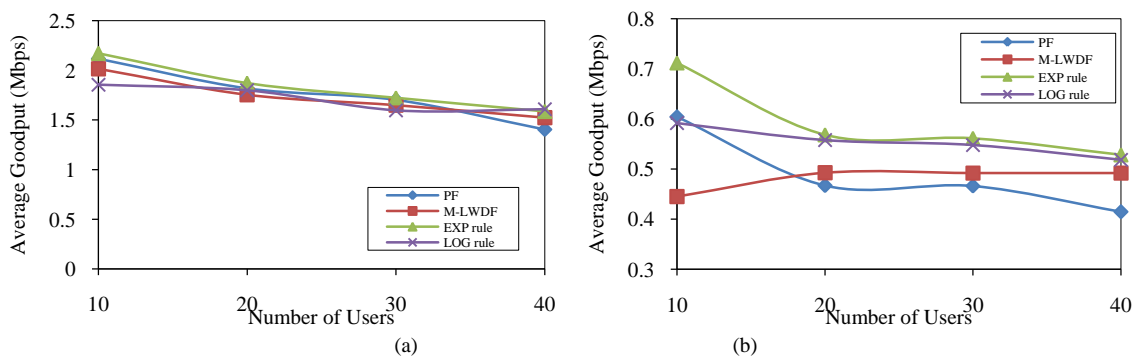 Average Goodput (Mbps)
2.5
2
1.5
1
0.5
0
10
20
30
40
Number of Users
PF
M-LWDF
EXP rule
LOG rule
(a)
Average Goodput (Mbps)
0.8
0.7
0.6
0.5
0.4
0.3
10
20
30
40
Number of Users
PF
M-LWDF
EXP rule
LOG rule
(b)